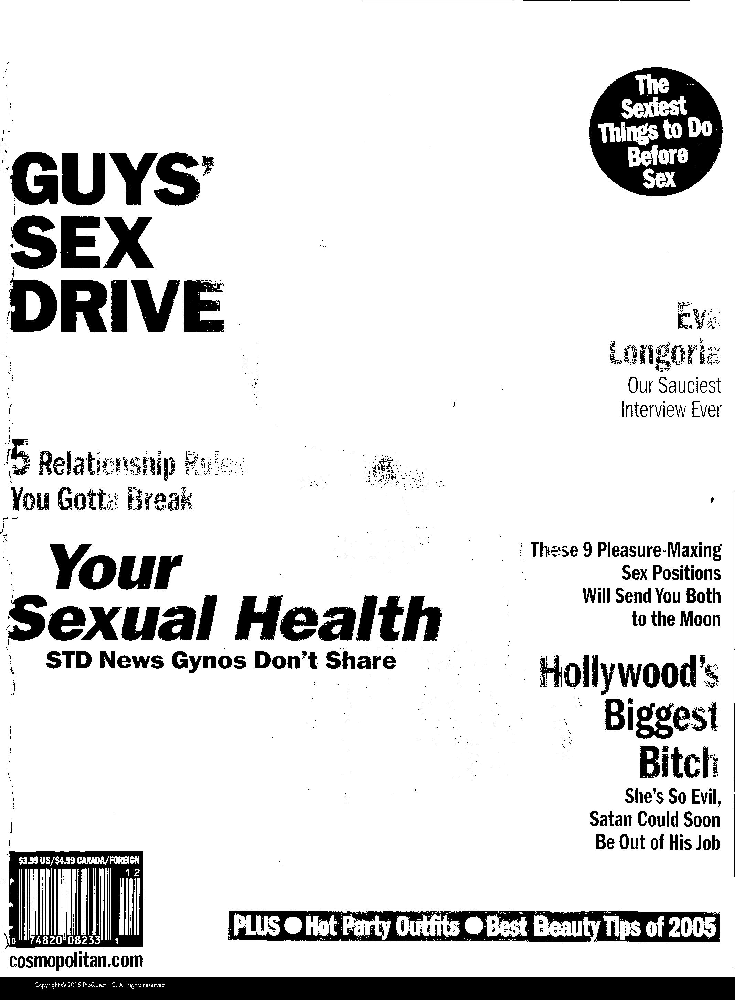 The
Sexiest
Things to Do
Before
Sex
GUYS'
SEX
DRIVE
Eva
Longoria
Our Sauciest
Interview Ever
5 Relationship Rules
You Gotta Break
Your
Sexual Health
STD News Gynos Don't Share
These 9 Pleasure-Maxing
Sex Positions
Will Send You Both
to the Moon
Hollywood's
Biggest
Bitch
She's So Evil,
Satan Could Soon
Be Out of His Job
$3.99 US/$4.99 CANADA/FOREIGN
12
0 74820 08233 1
cosmopolitan.com
PLUS ● Hot Party Outfits ● Best Beauty Tips of 2005
Copyright © 2015 ProQuest LLC. All rights reserved.